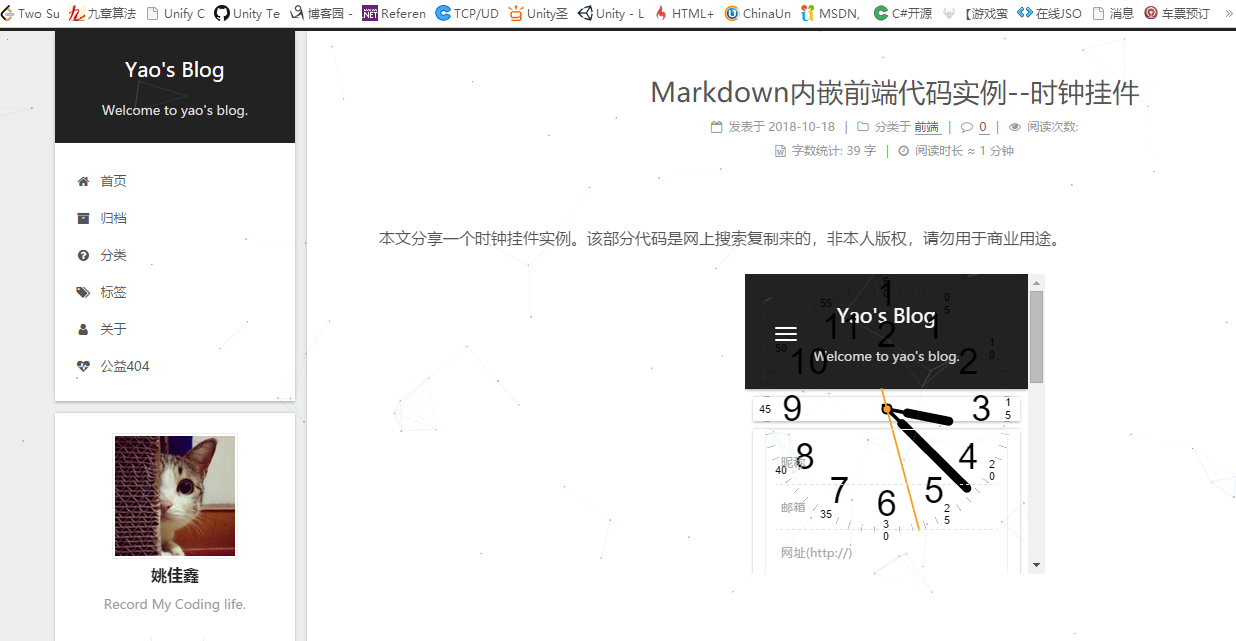 Two Su 九章算法 Unify C Unity Te 博客园 - Referen TCP/UD Unity圣 Unity - L HTML+ ChinaUn MSDN, C#开源 【游戏蛮 在线JSO 消息 车票预订 »
Yao's Blog
Welcome to yao's blog.
首页
归档
分类
标签
关于
公益404
姚佳鑫
Record My Coding life.
Markdown内嵌前端代码实例--时钟挂件
发表于 2018-10-18 | 分类于 前端 | 0 | 阅读次数:
字数统计: 39 字 | 阅读时长 ≈ 1 分钟
本文分享一个时钟挂件实例。该部分代码是网上搜索复制来的，非本人版权，请勿用于商业用途。
Yao's Blog
Welcome to yao's blog.
55 11 12 1 05
50 10 2 10
45 9 3 15
40 8 4 20
35 7 6 5 25
30
昵称
邮箱
网址(http://)